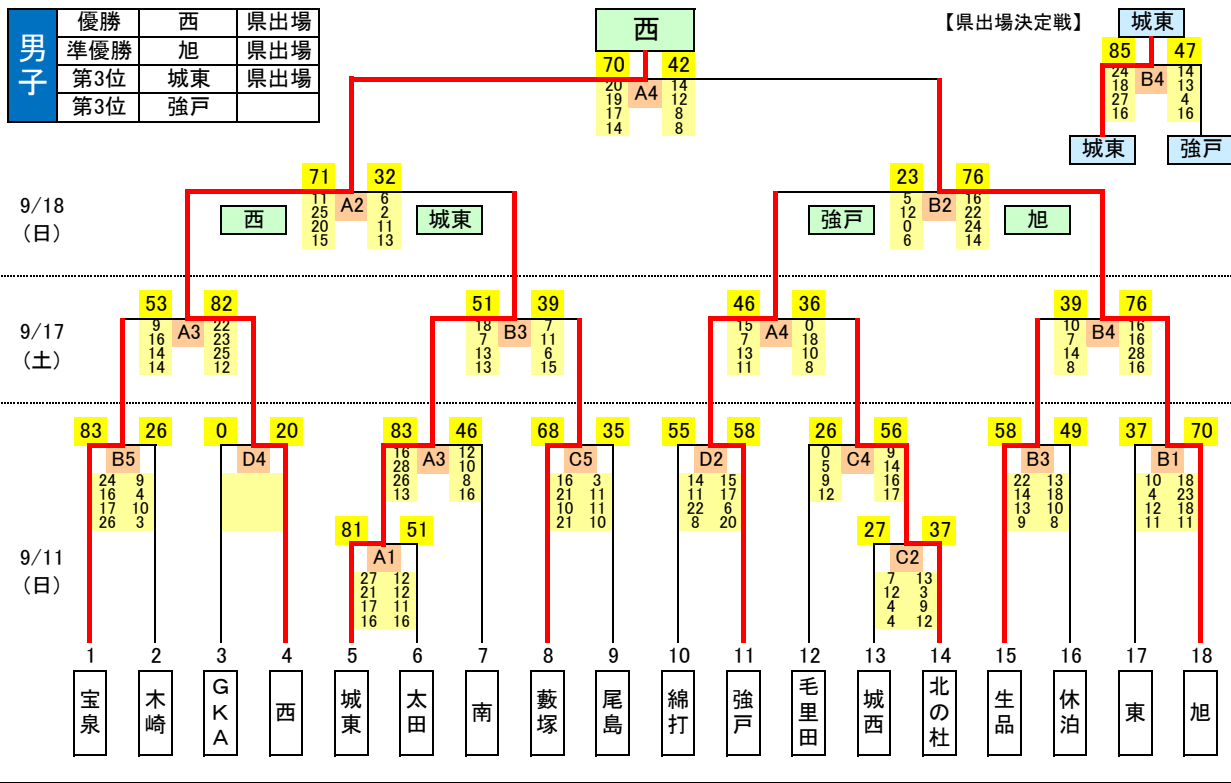 男子
優勝 西 県出場
準優勝 旭 県出場
第3位 城東 県出場
第3位 強戸
西
70 42
A4
20 14
19 12
17 8
14 8
【県出場決定戦】
城東
85 47
B4
24 14
18 13
27 4
16 16
城東 強戸
9/18
(日)
71 32
A2
11 6
25 2
20 11
15 13
西 城東
23 76
B2
5 16
12 22
0 24
6 14
強戸 旭
9/17
(土)
53 82
A3
9 22
16 23
14 25
14 12
51 39
B3
18 7
7 11
13 6
13 15
46 36
A4
15 0
7 18
13 10
11 8
39 76
B4
10 16
7 16
14 28
8 16
9/11
(日)
83 26
B5
24 9
16 4
17 10
26 3
0 20
D4
83 46
A3
16 12
28 10
26 8
13 16
81 51
A1
27 12
21 12
17 11
16 16
68 35
C5
16 3
21 11
10 11
21 10
55 58
D2
14 15
11 17
22 6
8 20
26 56
C4
0 9
5 14
9 16
12 17
27 37
C2
7 13
12 3
4 9
4 12
58 49
B3
22 13
14 18
13 10
9 8
37 70
B1
10 18
4 23
12 18
11 11
1 2 3 4 5 6 7 8 9 10 11 12 13 14 15 16 17 18
宝泉 木崎 GKA 西 城東 太田 南 藪塚 尾島 綿打 強戸 毛里田 城西 北の杜 生品 休泊 東 旭